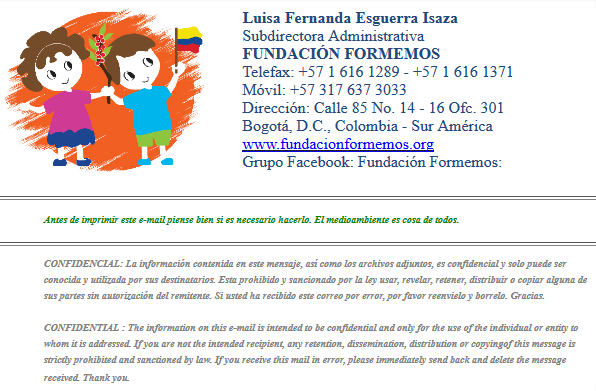 Luisa Fernanda Esguerra Isaza
Subdirectora Administrativa
FUNDACIÓN FORMEMOS
Telefax: +57 1 616 1289 - +57 1 616 1371
Móvil: +57 317 637 3033
Dirección: Calle 85 No. 14 - 16 Ofc. 301
Bogotá, D.C., Colombia - Sur América
www.fundacionformemos.org
Grupo Facebook: Fundación Formemos:
Antes de imprimir este e-mail piense bien si es necesario hacerlo. El medioambiente es cosa de todos.
CONFIDENCIAL: La información contenida en este mensaje, así como los archivos adjuntos, es confidencial y solo puede ser
conocida y utilizada por sus destinatarios. Esta prohibido y sancionado por la ley usar, revelar, retener, distribuir o copiar alguna de
sus partes sin autorización del remitente. Si usted ha recibido este correo por error, por favor reenvielo y borrelo. Gracias.
CONFIDENTIAL : The information on this e-mail is intended to be confidential and only for the use of the individual or entity to
whom it is addressed. If you are not the intended recipient, any retention, dissemination, distribution or copyingof this message is
strictly prohibited and sanctioned by law. If you receive this mail in error, please immediately send back and delete the message
received. Thank you.